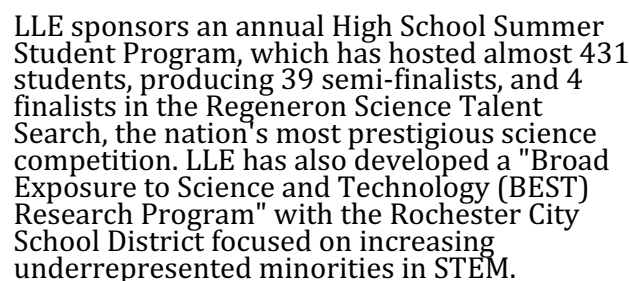 LLE sponsors an annual High School Summer
Student Program, which has hosted almost 431
students, producing 39 semi-finalists, and 4
finalists in the Regeneron Science Talent
Search, the nation's most prestigious science
competition. LLE has also developed a "Broad
Exposure to Science and Technology (BEST)
Research Program" with the Rochester City
School District focused on increasing
underrepresented minorities in STEM.